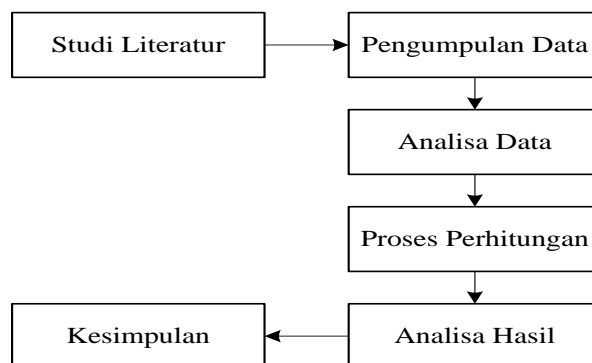 Studi Literatur
Pengumpulan Data
Analisa Data
Proses Perhitungan
Analisa Hasil
Kesimpulan